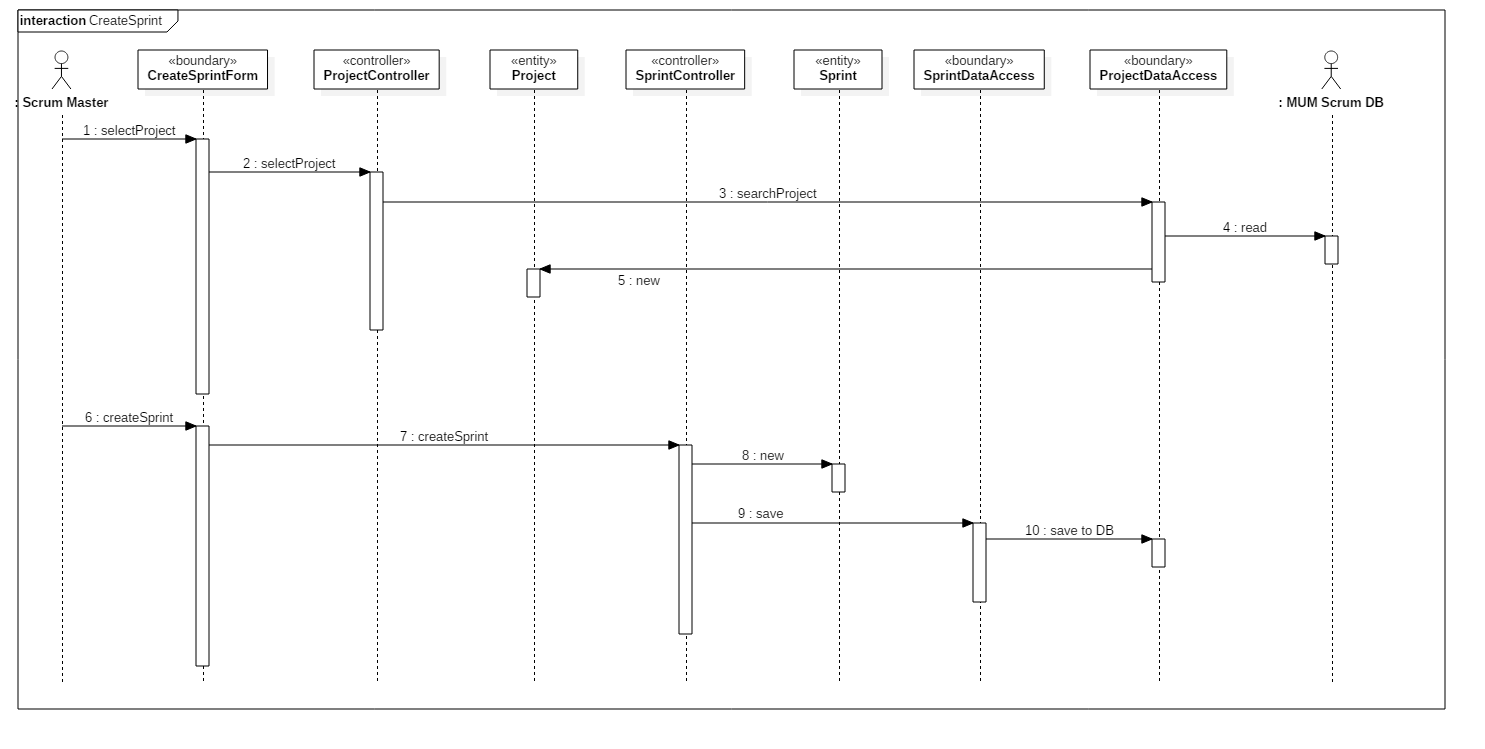 interaction CreateSprint
«boundary»
CreateSprintForm
«controller»
ProjectController
«entity»
Project
«controller»
SprintController
«entity»
Sprint
«boundary»
SprintDataAccess
«boundary»
ProjectDataAccess
: Scrum Master
: MUM Scrum DB
1 : selectProject
2 : selectProject
3 : searchProject
4 : read
5 : new
6 : createSprint
7 : createSprint
8 : new
9 : save
10 : save to DB